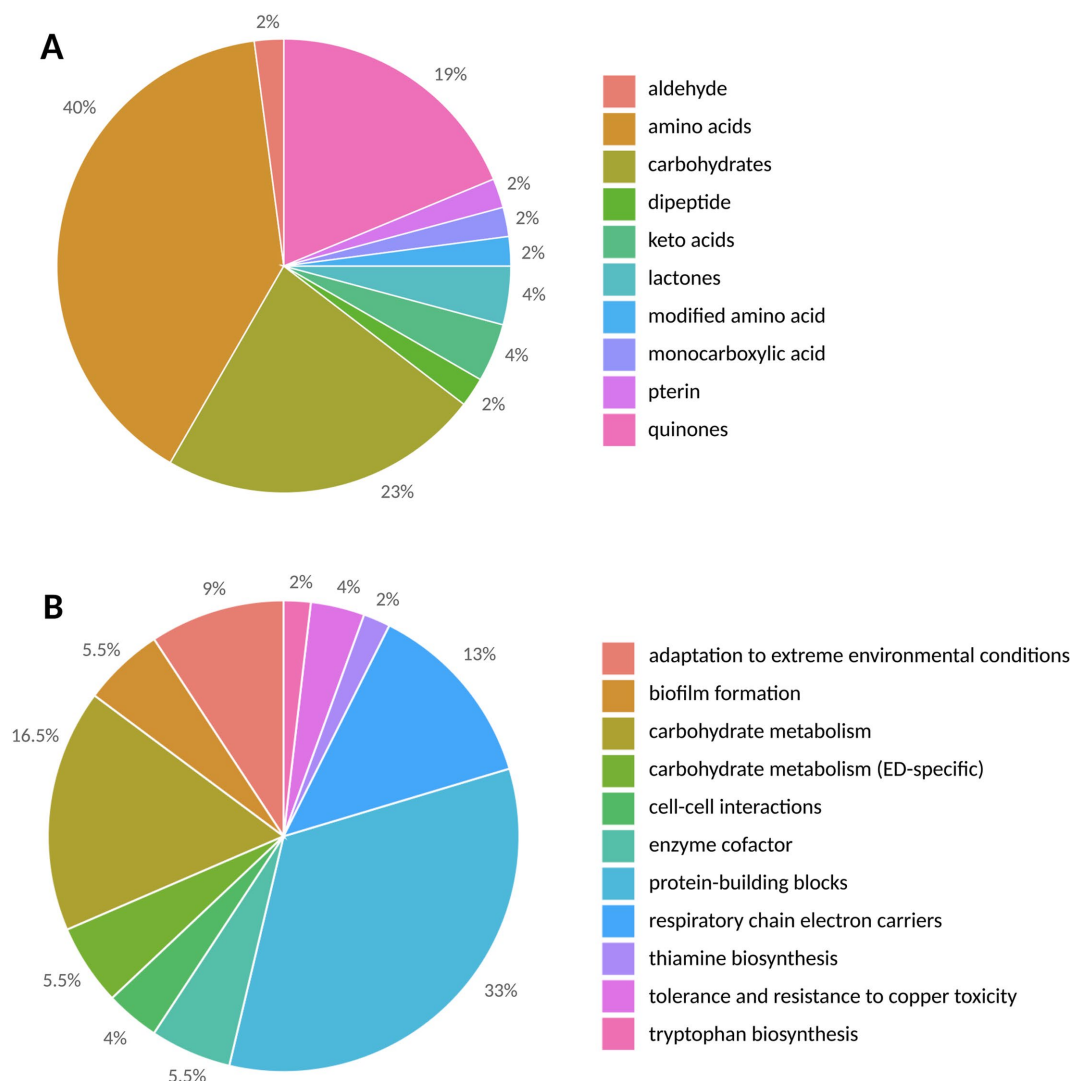 A
2%
19%
40%
2%
2%
2%
4%
4%
2%
23%
aldehyde
amino acids
carbohydrates
dipeptide
keto acids
lactones
modified amino acid
monocarboxylic acid
pterin
quinones
B
9%
2%
4%
2%
13%
5.5%
16.5%
33%
5.5%
4%
5.5%
adaptation to extreme environmental conditions
biofilm formation
carbohydrate metabolism
carbohydrate metabolism (ED-specific)
cell-cell interactions
enzyme cofactor
protein-building blocks
respiratory chain electron carriers
thiamine biosynthesis
tolerance and resistance to copper toxicity
tryptophan biosynthesis